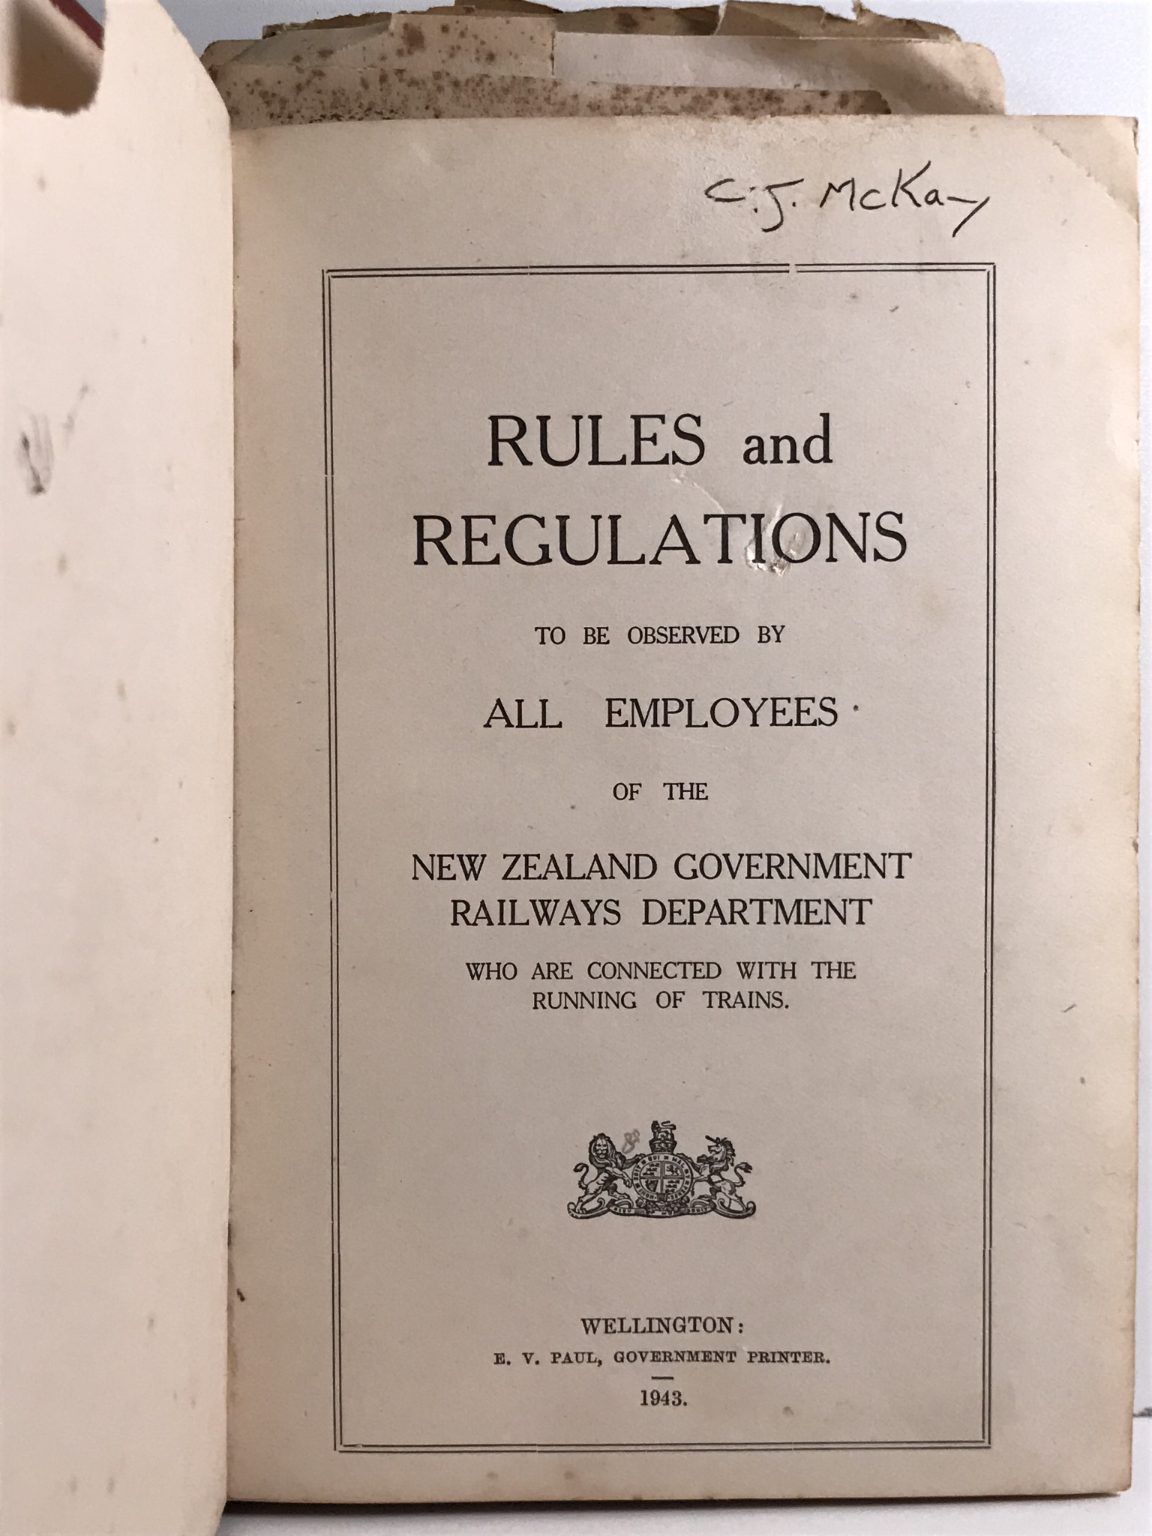 C.J. McKay
RULES and
REGULATIONS
TO BE OBSERVED BY
ALL EMPLOYEES
OF THE
NEW ZEALAND GOVERNMENT
RAILWAYS DEPARTMENT
WHO ARE CONNECTED WITH THE
RUNNING OF TRAINS.
WELLINGTON:
E. V. PAUL, GOVERNMENT PRINTER.
1943.